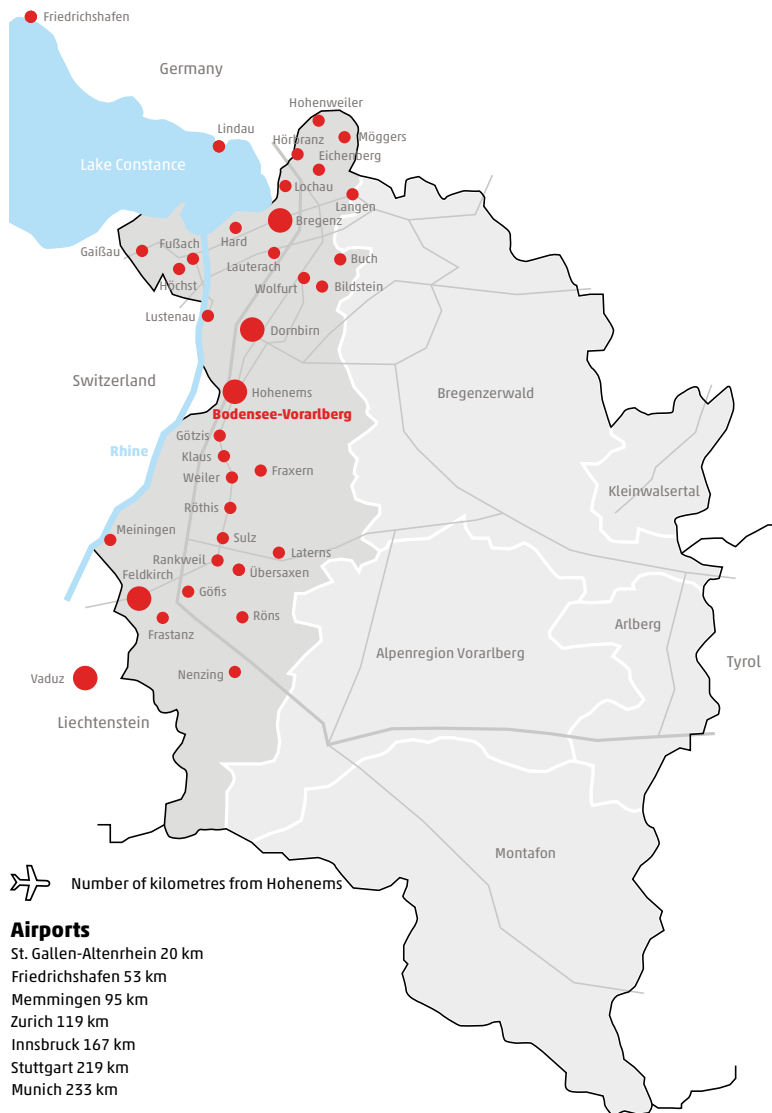 Friedrichshafen
Germany
Hohenweiler
Lindau
Möggers
Hörbranz
Eichenberg
Lake Constance
Lochau
Langen
Bregenz
Hard
Fußach
Gaißau
Lauterach
Buch
Höchst
Wolfurt
Bildstein
Lustenau
Dornbirn
Switzerland
Hohenems
Bregenzerwald
Bodensee-Vorarlberg
Götzis
Rhine
Klaus
Fraxern
Weiler
Kleinwalsertal
Röthis
Meiningen
Sulz
Laterns
Rankweil
Übersaxen
Feldkirch
Göfis
Röns
Arlberg
Frastanz
Alpenregion Vorarlberg
Tyrol
Nenzing
Vaduz
Liechtenstein
Montafon
Number of kilometres from Hohenems
Airports
St. Gallen-Altenrhein 20 km
Friedrichshafen 53 km
Memmingen 95 km
Zurich 119 km
Innsbruck 167 km
Stuttgart 219 km
Munich 233 km